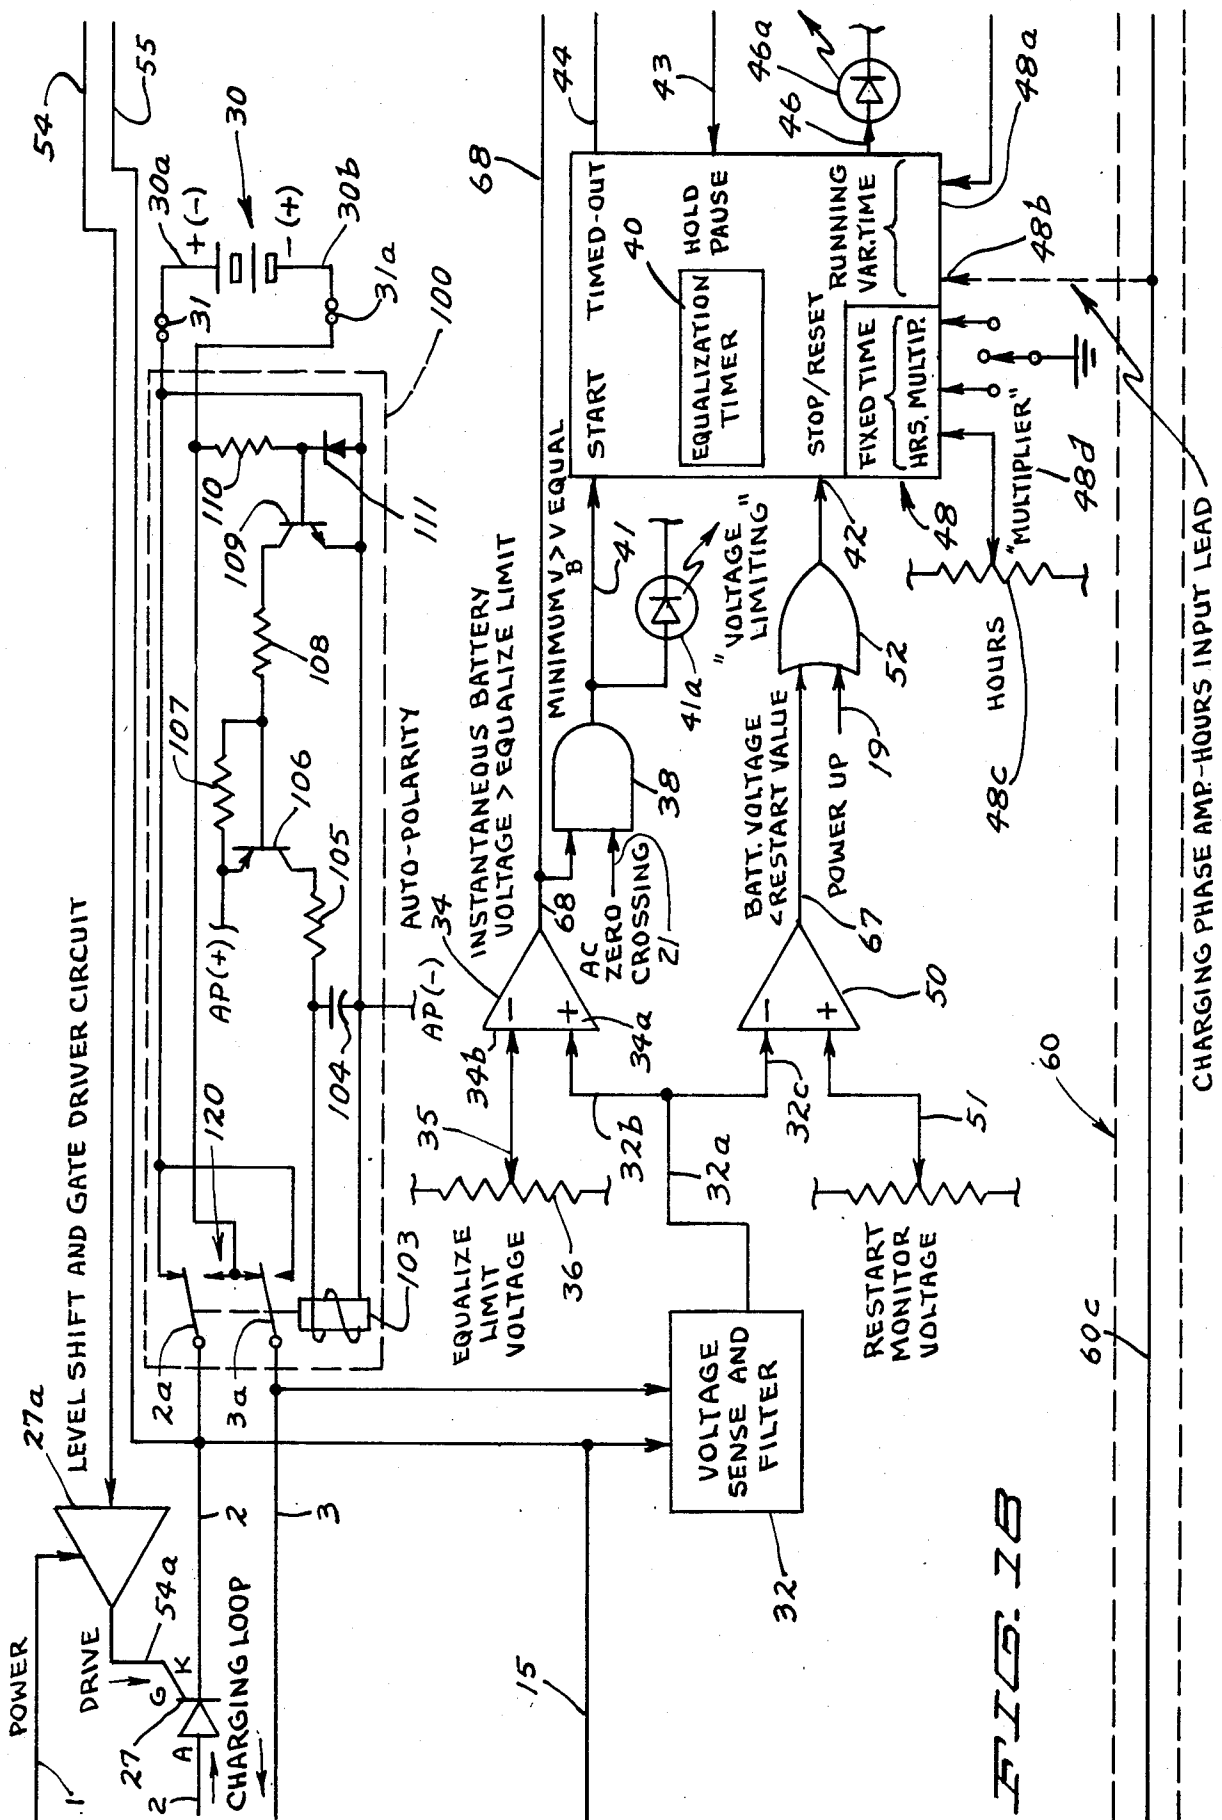 POWER
1
DRIVE
54a
G
K
A
27
2
CHARGING LOOP
27a
LEVEL SHIFT AND GATE DRIVER CIRCUIT
54
55
2
3
2a
3a
120
103
104
AP(+)
AP(-)
105
106
107
108
109
110
111
AUTO-POLARITY
100
31
31a
30a
+(-)
30
-(+)
30b
15
VOLTAGE
SENSE AND
FILTER
32
32a
32b
32c
EQUALIZE
LIMIT
VOLTAGE
35
36
34b
34
34a
-
+
INSTANTANEOUS BATTERY
VOLTAGE > EQUALIZE LIMIT
68
68
AC
ZERO
CROSSING
21
38
MINIMUM V > V EQUAL
B
41
41a
"VOLTAGE
LIMITING"
RESTART
MONITOR
VOLTAGE
51
-
+
50
67
BATT. VOLTAGE
< RESTART VALUE
POWER UP
19
52
42
START
TIMED-OUT
EQUALIZATION
TIMER
40
HOLD
PAUSE
STOP/RESET
RUNNING
VAR. TIME
FIXED TIME
HRS. MULTIP.
44
43
46
46a
48
48a
48b
48c
HOURS
"MULTIPLIER"
48d
60
60c
CHARGING PHASE AMP.-HOURS INPUT LEAD
FIG. 2B